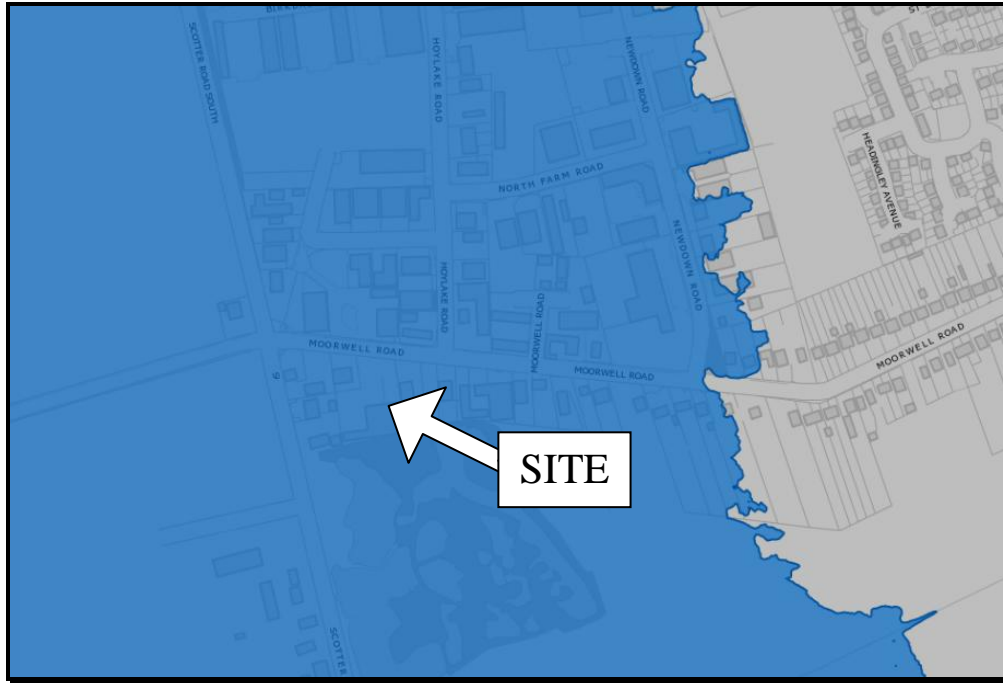 ST
SCOTTER ROAD SOUTH
HOYLAKE ROAD
NEWDOWN ROAD
HEADINGLEY AVENUE
NORTH FARM ROAD
NEWDOWN ROAD
HOYLAKE ROAD
MOORWELL ROAD
MOORWELL ROAD
MOORWELL ROAD
MOORWELL ROAD
SITE
SCOTTER